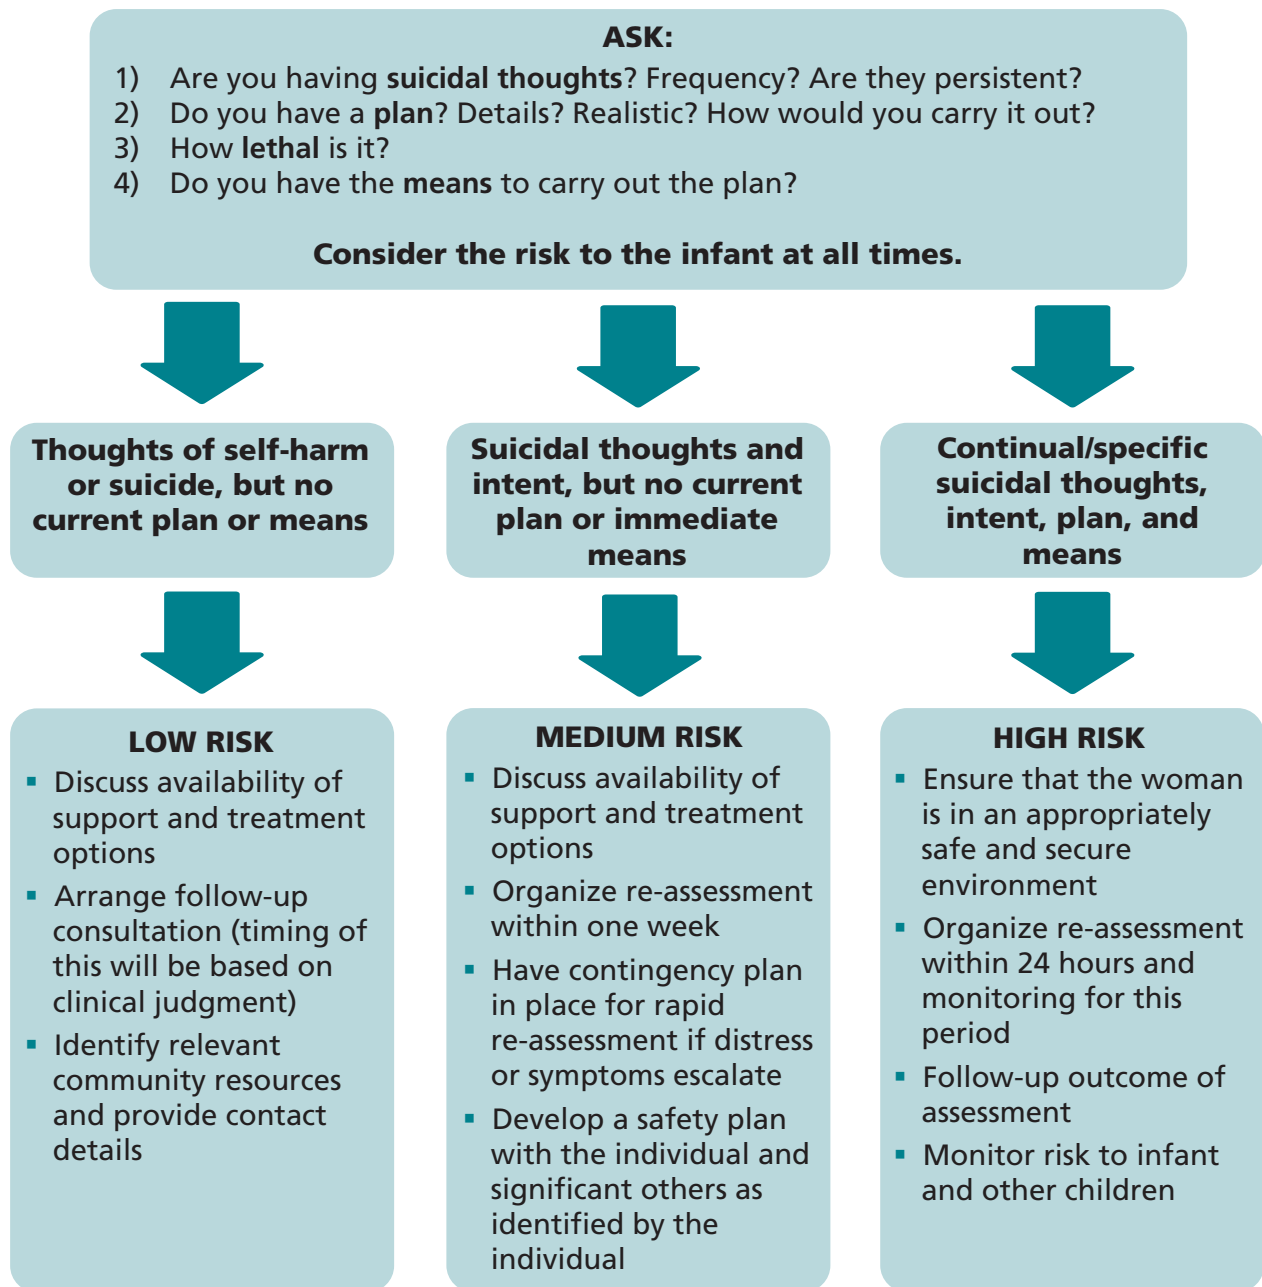 ASK:
1) Are you having suicidal thoughts? Frequency? Are they persistent?
2) Do you have a plan? Details? Realistic? How would you carry it out?
3) How lethal is it?
4) Do you have the means to carry out the plan?
Consider the risk to the infant at all times.
Thoughts of self-harm
or suicide, but no
current plan or means
Suicidal thoughts and
intent, but no current
plan or immediate
means
Continual/specific
suicidal thoughts,
intent, plan, and
means
LOW RISK
▪ Discuss availability of
support and treatment
options
▪ Arrange follow-up
consultation (timing of
this will be based on
clinical judgment)
▪ Identify relevant
community resources
and provide contact
details
MEDIUM RISK
▪ Discuss availability of
support and treatment
options
▪ Organize re-assessment
within one week
▪ Have contingency plan
in place for rapid
re-assessment if distress
or symptoms escalate
▪ Develop a safety plan
with the individual and
significant others as
identified by the
individual
HIGH RISK
▪ Ensure that the woman
is in an appropriately
safe and secure
environment
▪ Organize re-assessment
within 24 hours and
monitoring for this
period
▪ Follow-up outcome of
assessment
▪ Monitor risk to infant
and other children